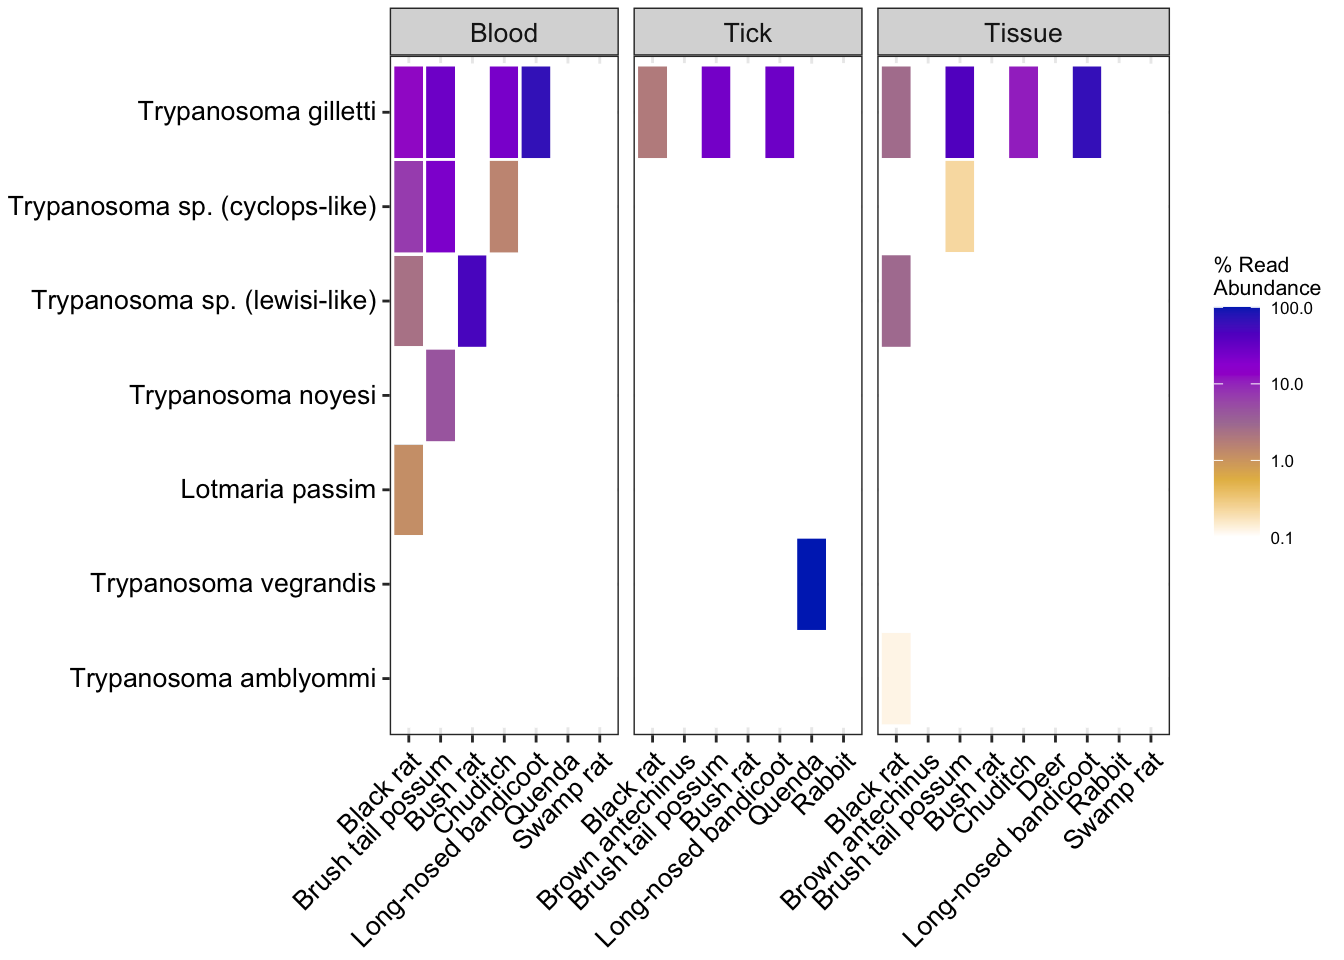 Blood
Tick
Tissue
Trypanosoma gilletti
Trypanosoma sp. (cyclops-like)
Trypanosoma sp. (lewisi-like)
Trypanosoma noyesi
Lotmaria passim
Trypanosoma vegrandis
Trypanosoma amblyommi
Black rat
Brush tail possum
Bush rat
Chuditch
Long-nosed bandicoot
Quenda
Swamp rat
Black rat
Brown antechinus
Brush tail possum
Bush rat
Long-nosed bandicoot
Quenda
Rabbit
Black rat
Brown antechinus
Brush tail possum
Bush rat
Chuditch
Deer
Long-nosed bandicoot
Rabbit
Swamp rat
% Read
Abundance
100.0
10.0
1.0
0.1